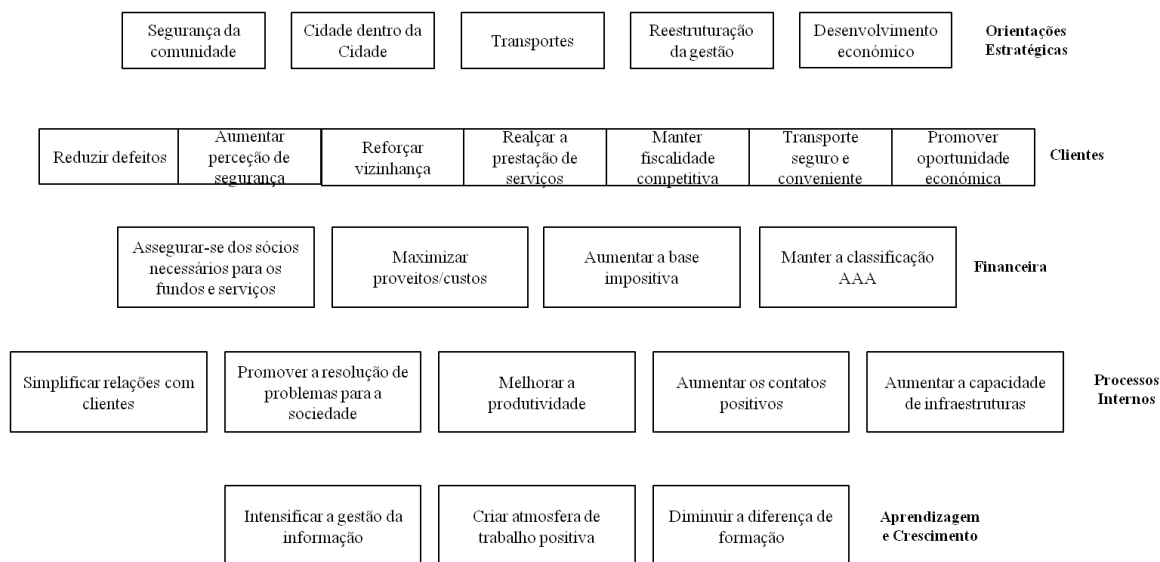 Segurança da
comunidade
Cidade dentro da
Cidade
Transportes
Reestruturação
da gestão
Desenvolvimento
económico
Orientações
Estratégicas
Reduzir defeitos
Aumentar
perceção de
segurança
Reforçar
vizinhança
Realçar a
prestação de
serviços
Manter
fiscalidade
competitiva
Transporte
seguro e
conveniente
Promover
oportunidade
económica
Clientes
Assegurar-se dos sócios
necessários para os
fundos e serviços
Maximizar
proveitos/custos
Aumentar a base
impositiva
Manter a classificação
AAA
Financeira
Simplificar relações com
clientes
Promover a resolução de
problemas para a
sociedade
Melhorar a
produtividade
Aumentar os contatos
positivos
Aumentar a capacidade
de infraestruturas
Processos
Internos
Intensificar a gestão da
informação
Criar atmosfera de
trabalho positiva
Diminuir a diferença de
formação
Aprendizagem
e Crescimento